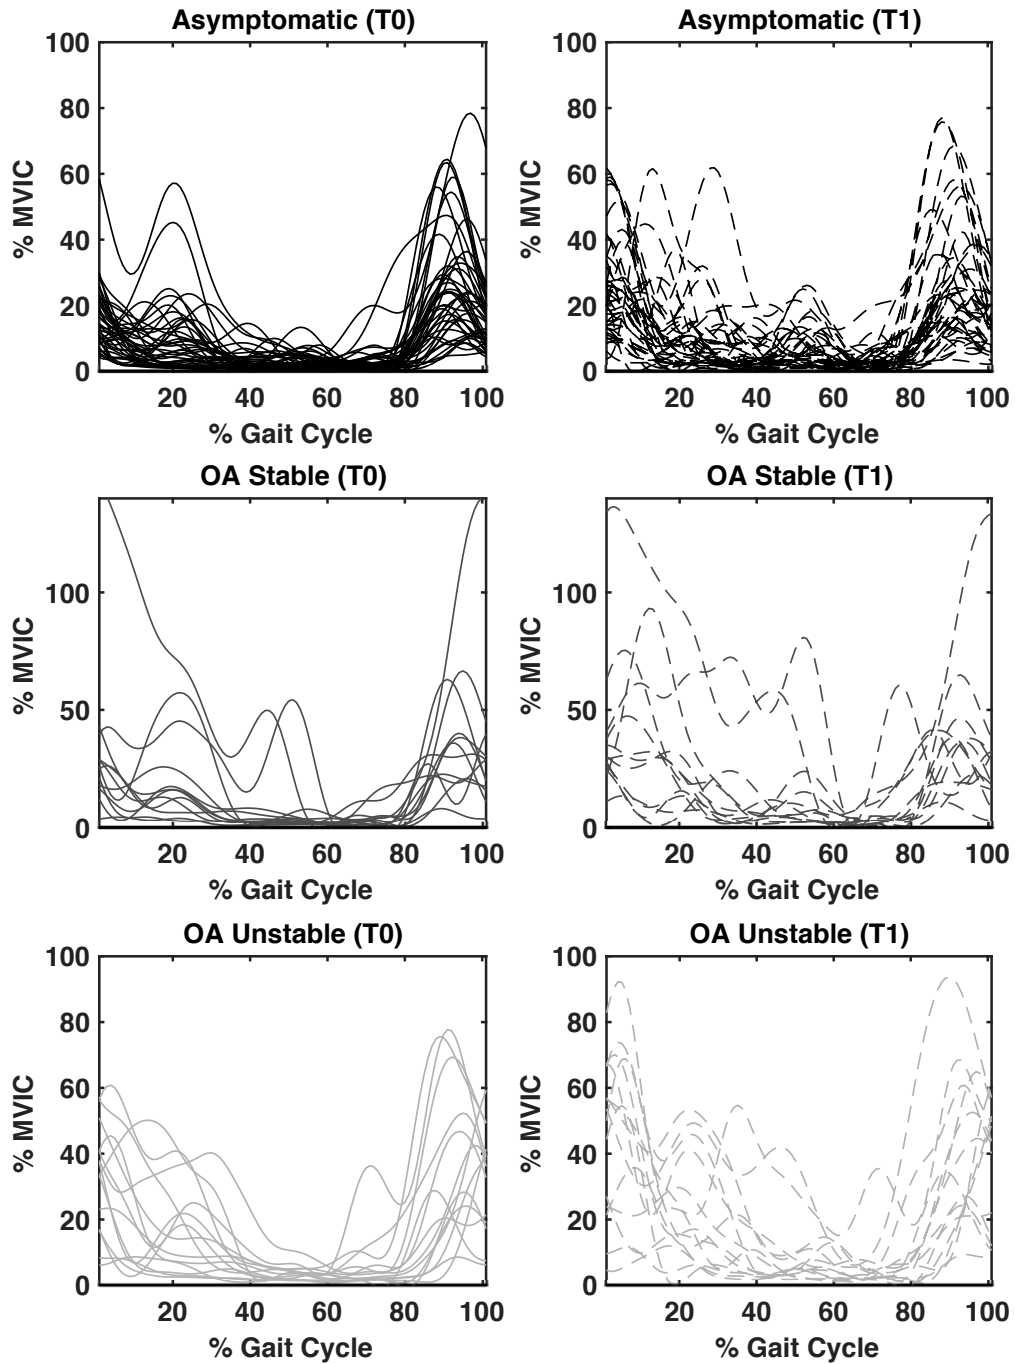 Asymptomatic (T0)
100
80
60
40
20
0
% MVIC
20 40 60 80 100
% Gait Cycle
Asymptomatic (T1)
100
80
60
40
20
0
% MVIC
20 40 60 80 100
% Gait Cycle
OA Stable (T0)
100
50
0
% MVIC
20 40 60 80 100
% Gait Cycle
OA Stable (T1)
100
50
0
% MVIC
20 40 60 80 100
% Gait Cycle
OA Unstable (T0)
100
80
60
40
20
0
% MVIC
20 40 60 80 100
% Gait Cycle
OA Unstable (T1)
100
80
60
40
20
0
% MVIC
20 40 60 80 100
% Gait Cycle